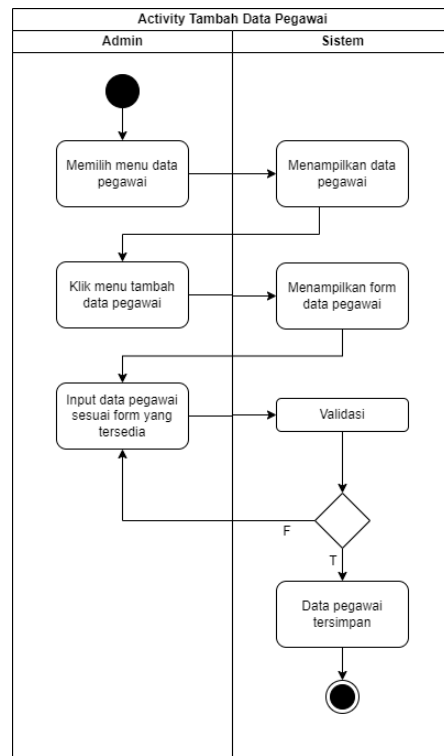 Activity Tambah Data Pegawai
Admin
Sistem
Memilih menu data
pegawai
Menampilkan data
pegawai
Klik menu tambah
data pegawai
Menampilkan form
data pegawai
Input data pegawai
sesuai form yang
tersedia
Validasi
F
T
Data pegawai
tersimpan